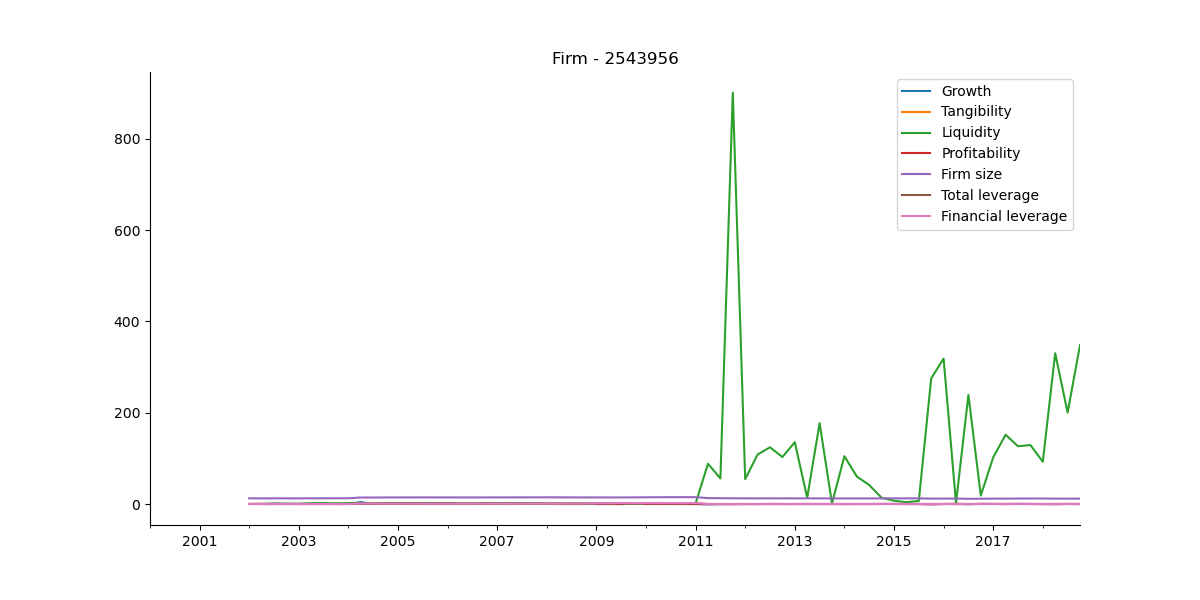 Firm - 2543956
Growth
Tangibility
Liquidity
Profitability
Firm size
Total leverage
Financial leverage
800
600
400
200
0
2001 2003 2005 2007 2009 2011 2013 2015 2017